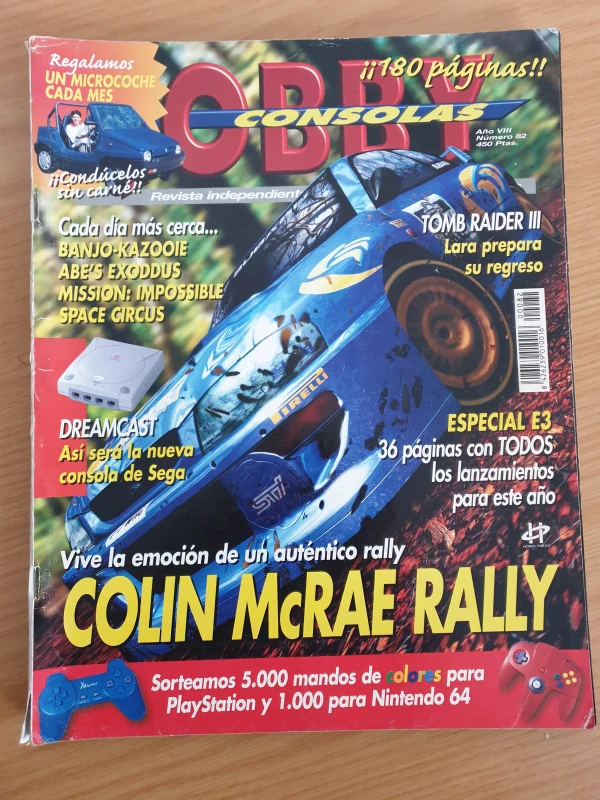 Regalamos
UN MICROCOCHE
CADA MES
¡¡Condúcelos
sin carné!!
¡¡180 páginas!!
OBBY
CONSOLAS
Año VIII
Número 82
450 Ptas.
Revista independient
Cada día más cerca...
BANJO-KAZOOIE
ABE'S EXODDUS
MISSION: IMPOSSIBLE
SPACE CIRCUS
TOMB RAIDER III
Lara prepara
su regreso
00082
8426239010016
DREAMCAST
Así será la nueva
consola de Sega
PIRELLI
STi
ESPECIAL E3
36 páginas con TODOS
los lanzamientos
para este año
HOBBY PRESS
Vive la emoción de un auténtico rally
COLIN McRAE RALLY
Sorteamos 5.000 mandos de colores para
PlayStation y 1.000 para Nintendo 64